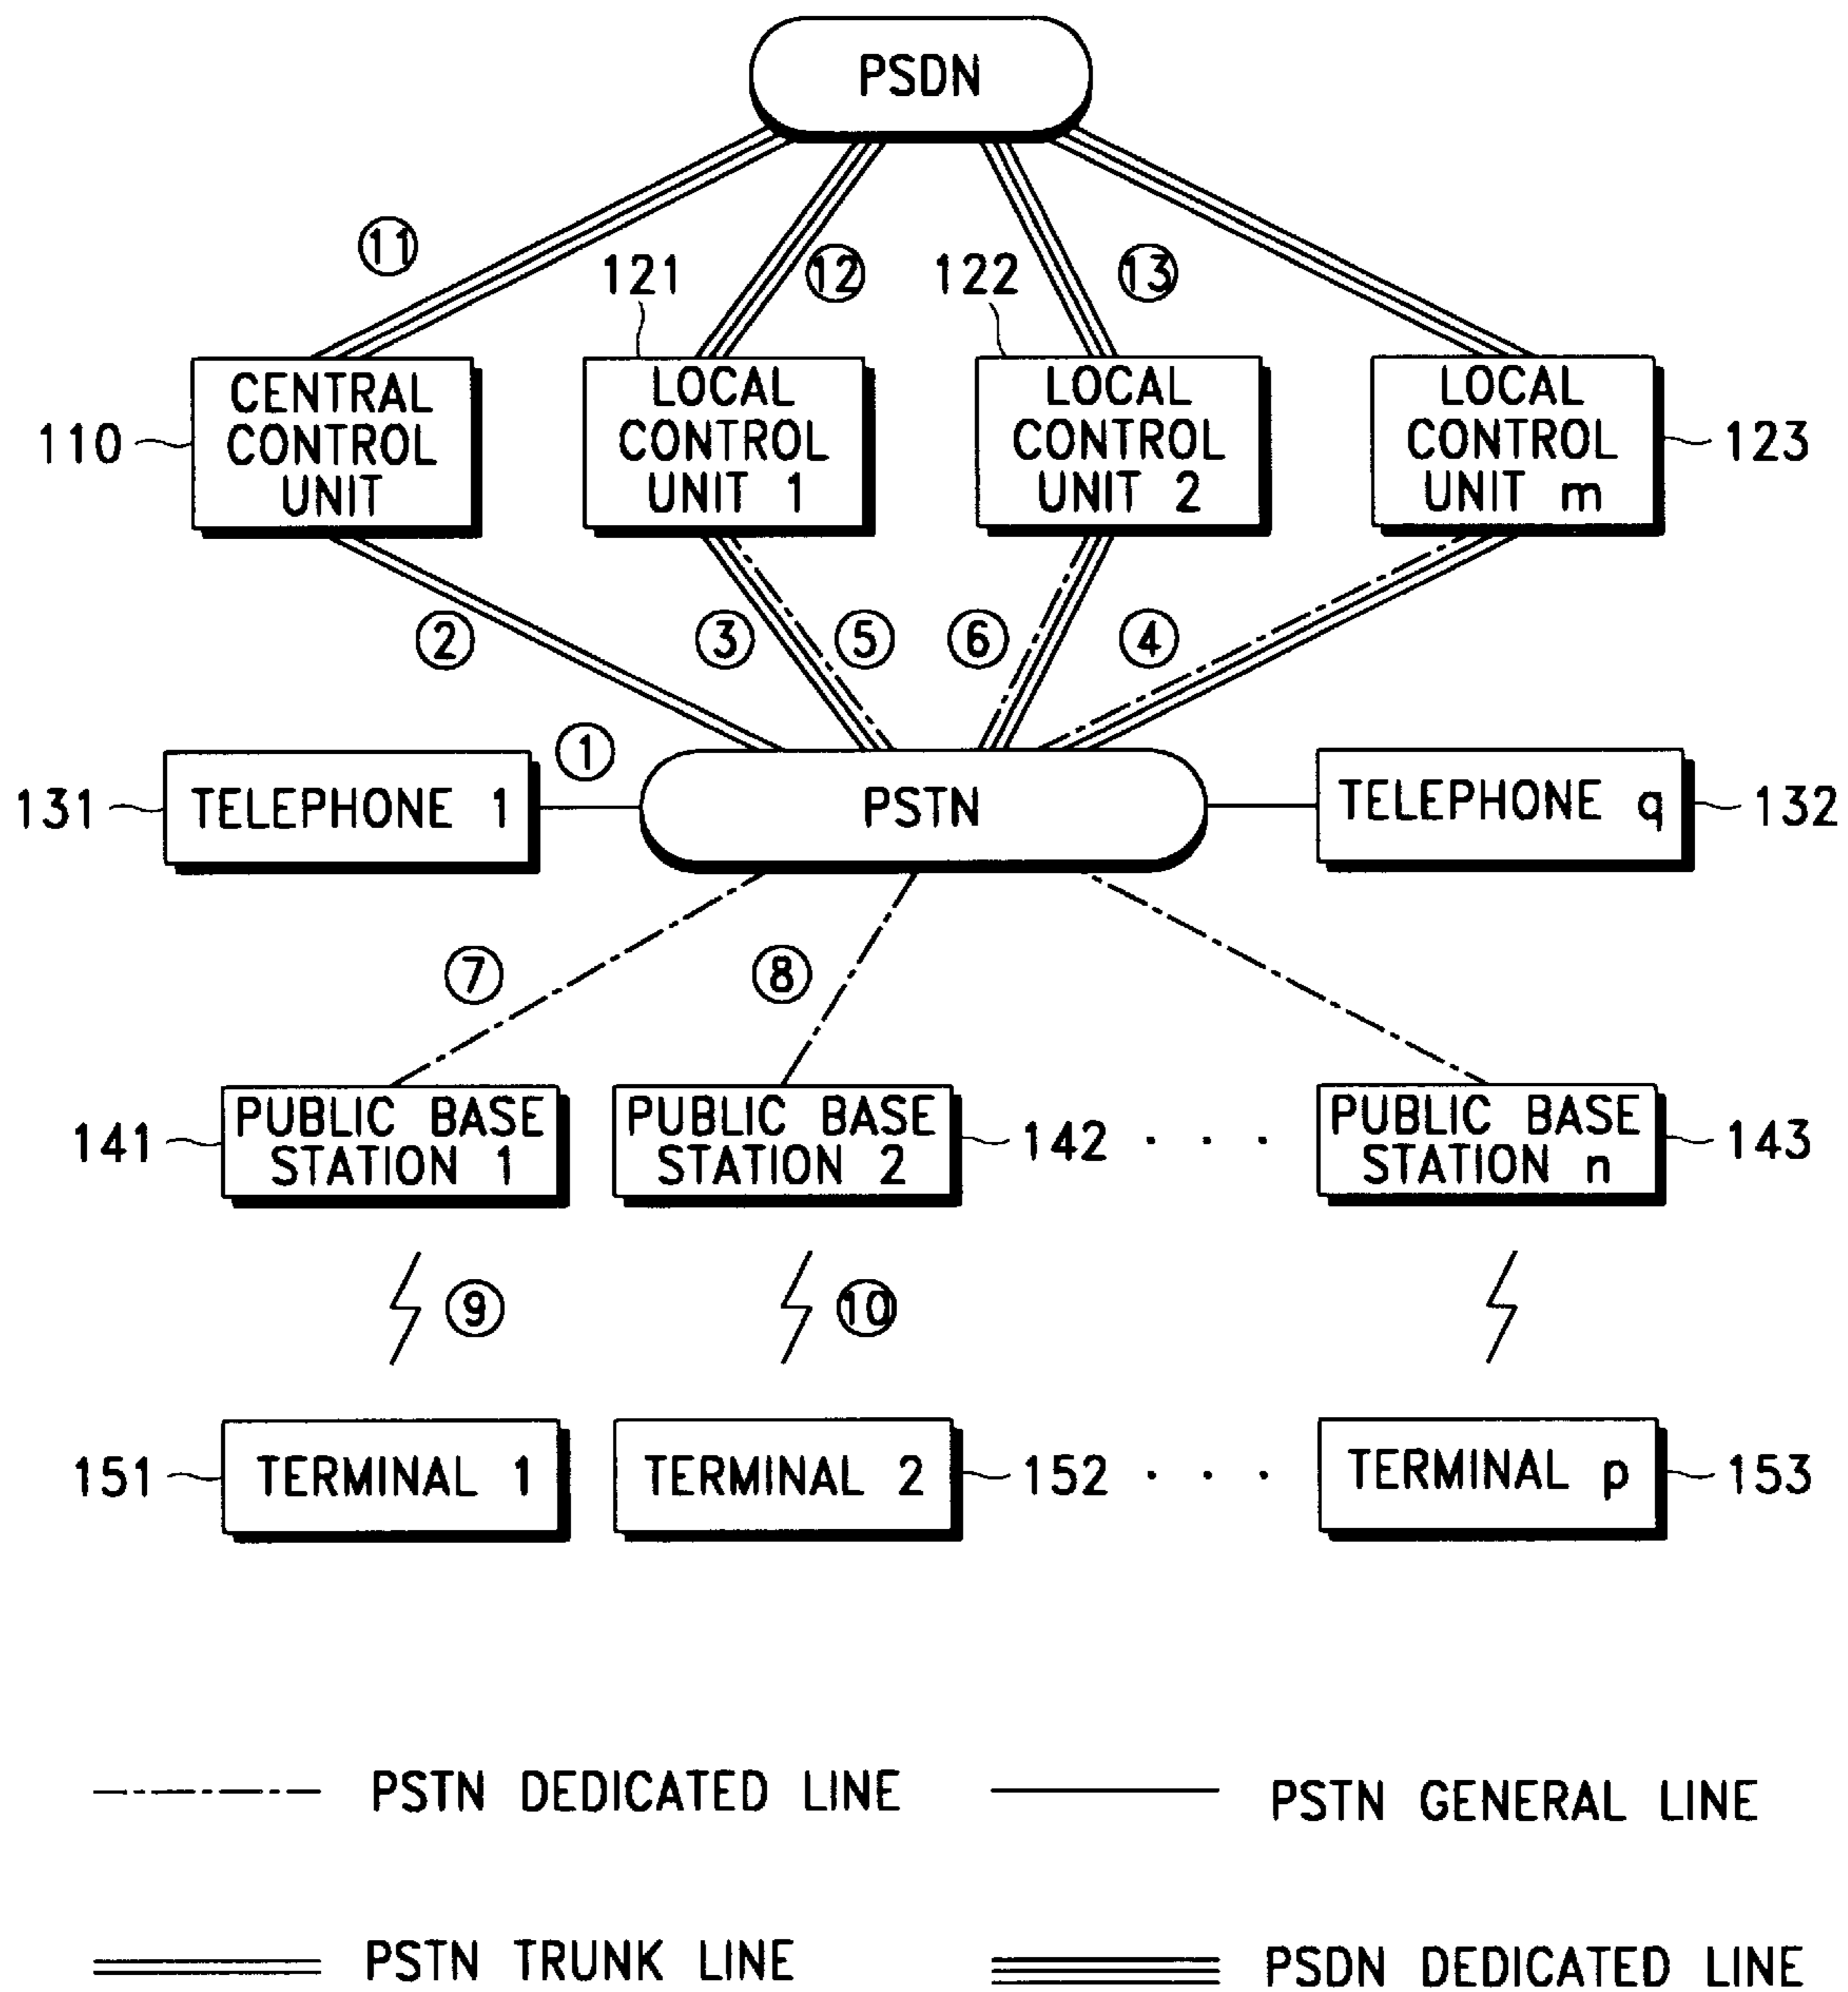 PSDN
⑪
121
⑫
122
⑬
110
CENTRAL
CONTROL
UNIT
LOCAL
CONTROL
UNIT 1
LOCAL
CONTROL
UNIT 2
LOCAL
CONTROL
UNIT m
123
②
③
⑤
⑥
④
①
131
TELEPHONE 1
PSTN
TELEPHONE q
132
⑦
⑧
141
PUBLIC BASE
STATION 1
PUBLIC BASE
STATION 2
142
· · ·
PUBLIC BASE
STATION n
143
⑨
⑩
151
TERMINAL 1
TERMINAL 2
152
· · ·
TERMINAL p
153
PSTN DEDICATED LINE
PSTN GENERAL LINE
PSTN TRUNK LINE
PSDN DEDICATED LINE